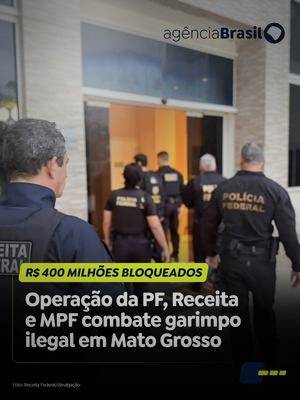 agênciaBrasil
POLÍCIA
FEDERAL
R$ 400 MILHÕES BLOQUEADOS
Operação da PF, Receita
e MPF combate garimpo
ilegal em Mato Grosso
Foto: Receita Federal/divulgação